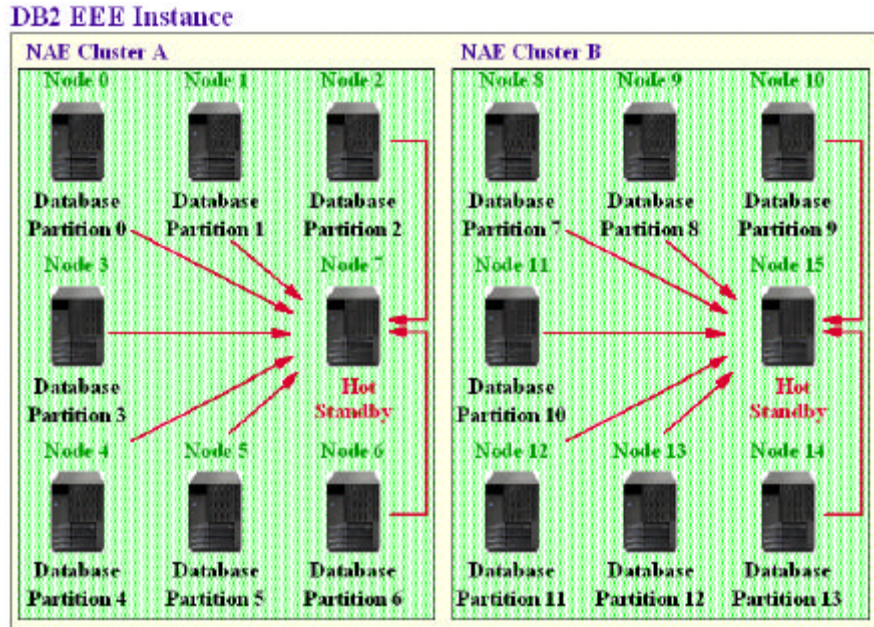 DB2 EEE Instance
NAE Cluster A
Node 0
Node 1
Node 2
Database
Partition 0
Database
Partition 1
Database
Partition 2
Node 3
Node 7
Database
Partition 3
Hot
Standby
Node 4
Node 5
Node 6
Database
Partition 4
Database
Partition 5
Database
Partition 6
NAE Cluster B
Node 8
Node 9
Node 10
Database
Partition 7
Database
Partition 8
Database
Partition 9
Node 11
Node 15
Database
Partition 10
Hot
Standby
Node 12
Node 13
Node 14
Database
Partition 11
Database
Partition 12
Database
Partition 13